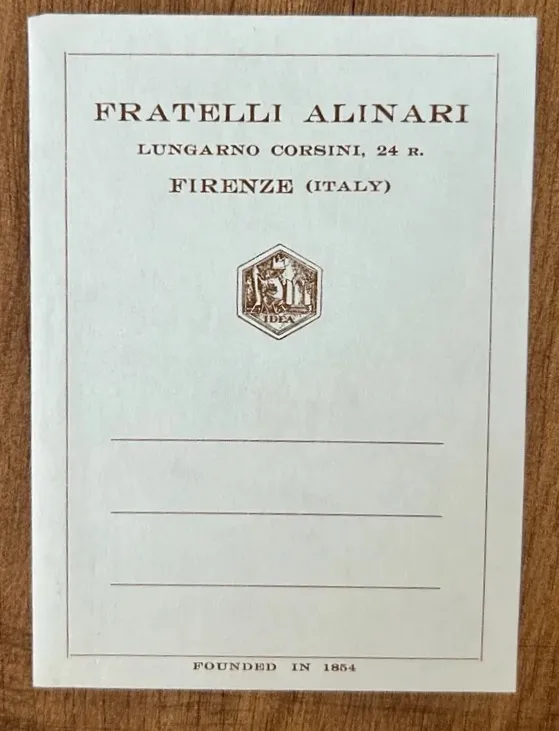 FRATELLI ALINARI
LUNGARNO CORSINI, 24 R.
FIRENZE (ITALY)
IDEA
FOUNDED IN 1854